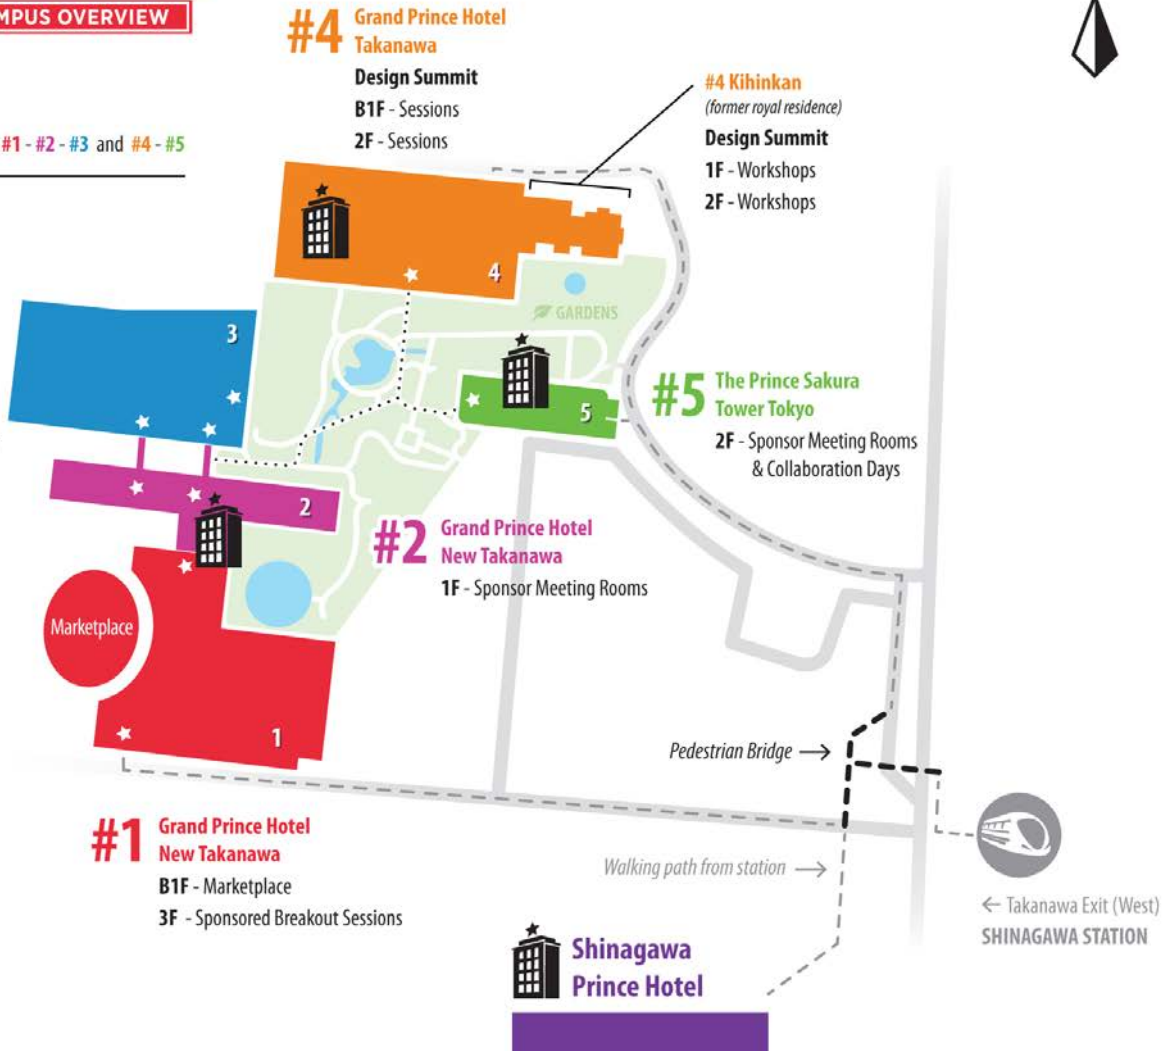 MPUS OVERVIEW
#1 - #2 - #3 and #4 - #5
#4 Grand Prince Hotel
Takanawa
Design Summit
B1F - Sessions
2F - Sessions
#4 Kihinkan
(former royal residence)
Design Summit
1F - Workshops
2F - Workshops
4
GARDENS
3
5
#5 The Prince Sakura
Tower Tokyo
2F - Sponsor Meeting Rooms
& Collaboration Days
2
#2 Grand Prince Hotel
New Takanawa
1F - Sponsor Meeting Rooms
Marketplace
1
Pedestrian Bridge →
#1 Grand Prince Hotel
New Takanawa
B1F - Marketplace
3F - Sponsored Breakout Sessions
Walking path from station →
← Takanawa Exit (West)
SHINAGAWA STATION
Shinagawa
Prince Hotel